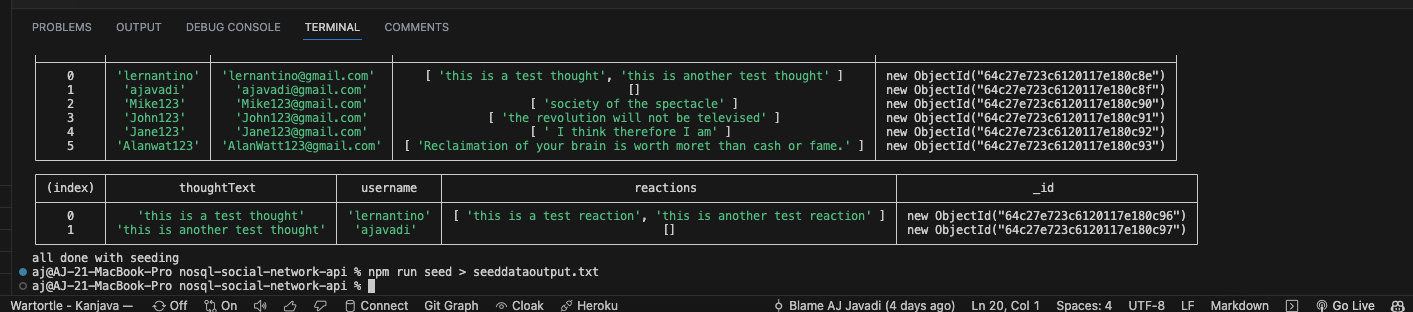 PROBLEMS OUTPUT DEBUG CONSOLE TERMINAL COMMENTS
0 'lernantino' 'lernantino@gmail.com' [ 'this is a test thought', 'this is another test thought' ] new ObjectId("64c27e723c6120117e180c8e")
1 'ajavadi' 'ajavadi@gmail.com' [] new ObjectId("64c27e723c6120117e180c8f")
2 'Mike123' 'Mike123@gmail.com' [ 'society of the spectacle' ] new ObjectId("64c27e723c6120117e180c90")
3 'John123' 'John123@gmail.com' [ 'the revolution will not be televised' ] new ObjectId("64c27e723c6120117e180c91")
4 'Jane123' 'Jane123@gmail.com' [ ' I think therefore I am' ] new ObjectId("64c27e723c6120117e180c92")
5 'Alanwat123' 'AlanWatt123@gmail.com' [ 'Reclaimation of your brain is worth moret than cash or fame.' ] new ObjectId("64c27e723c6120117e180c93")
(index) thoughtText username reactions _id
0 'this is a test thought' 'lernantino' [ 'this is a test reaction', 'this is another test reaction' ] new ObjectId("64c27e723c6120117e180c96")
1 'this is another test thought' 'ajavadi' [] new ObjectId("64c27e723c6120117e180c97")
all done with seeding
aj@AJ-21-MacBook-Pro nosql-social-network-api % npm run seed > seeddataoutput.txt
aj@AJ-21-MacBook-Pro nosql-social-network-api %
Wartortle - Kanjava — Off On Connect Git Graph Cloak Heroku Blame AJ Javadi (4 days ago) Ln 20, Col 1 Spaces: 4 UTF-8 LF Markdown Go Live